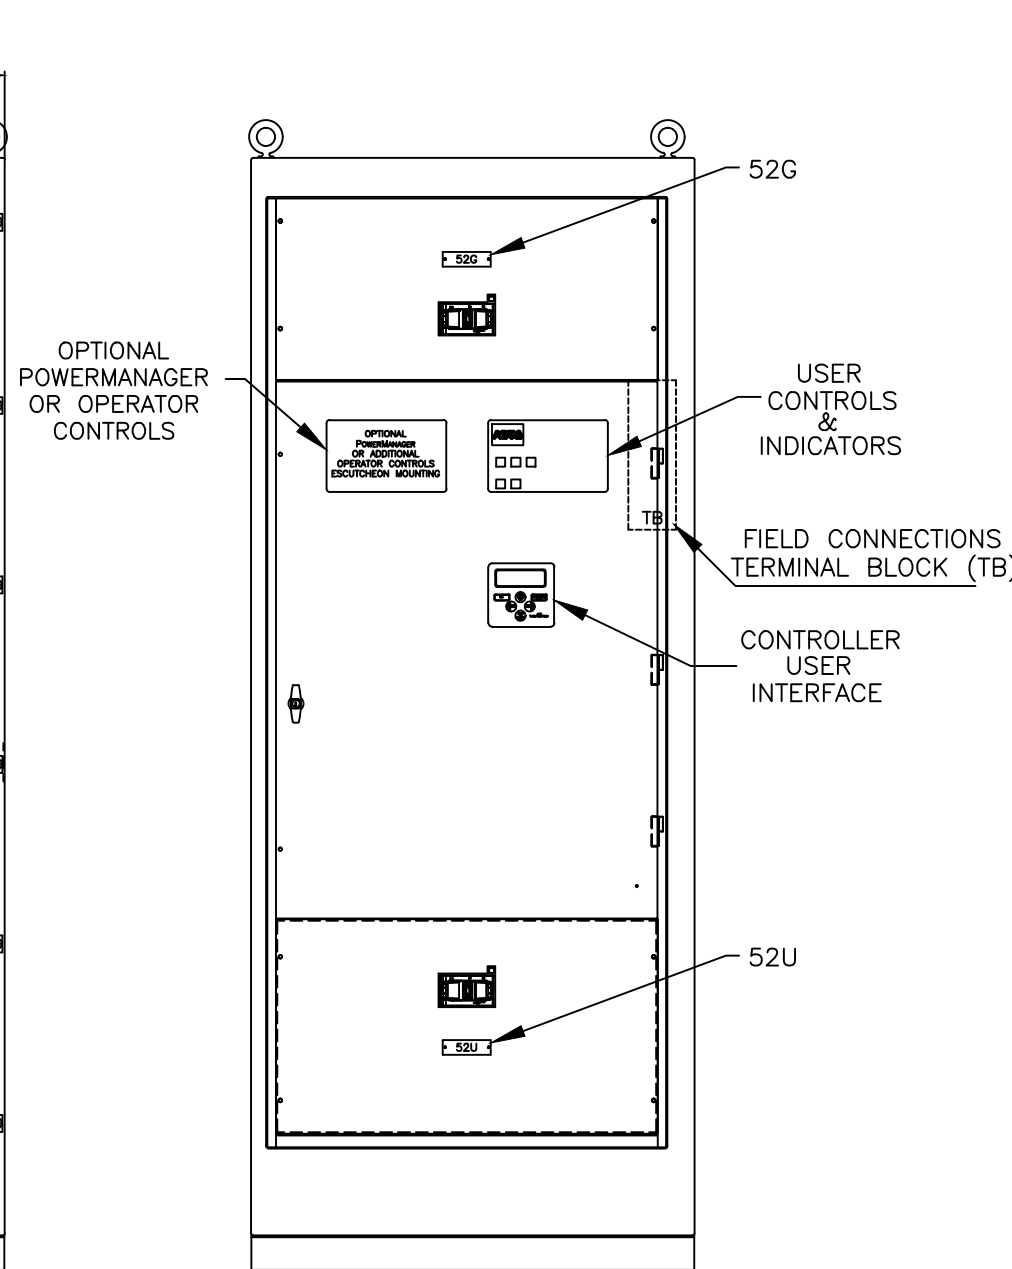 52G
52G
OPTIONAL
POWERMANAGER
OR OPERATOR
CONTROLS
USER
CONTROLS
&
INDICATORS
OPTIONAL
POWERMANAGER
OR ADDITIONAL
OPERATOR CONTROLS
ESCUTCHEON MOUNTING
TB
FIELD CONNECTIONS
TERMINAL BLOCK (TB)
CONTROLLER
USER
INTERFACE
52U
52U